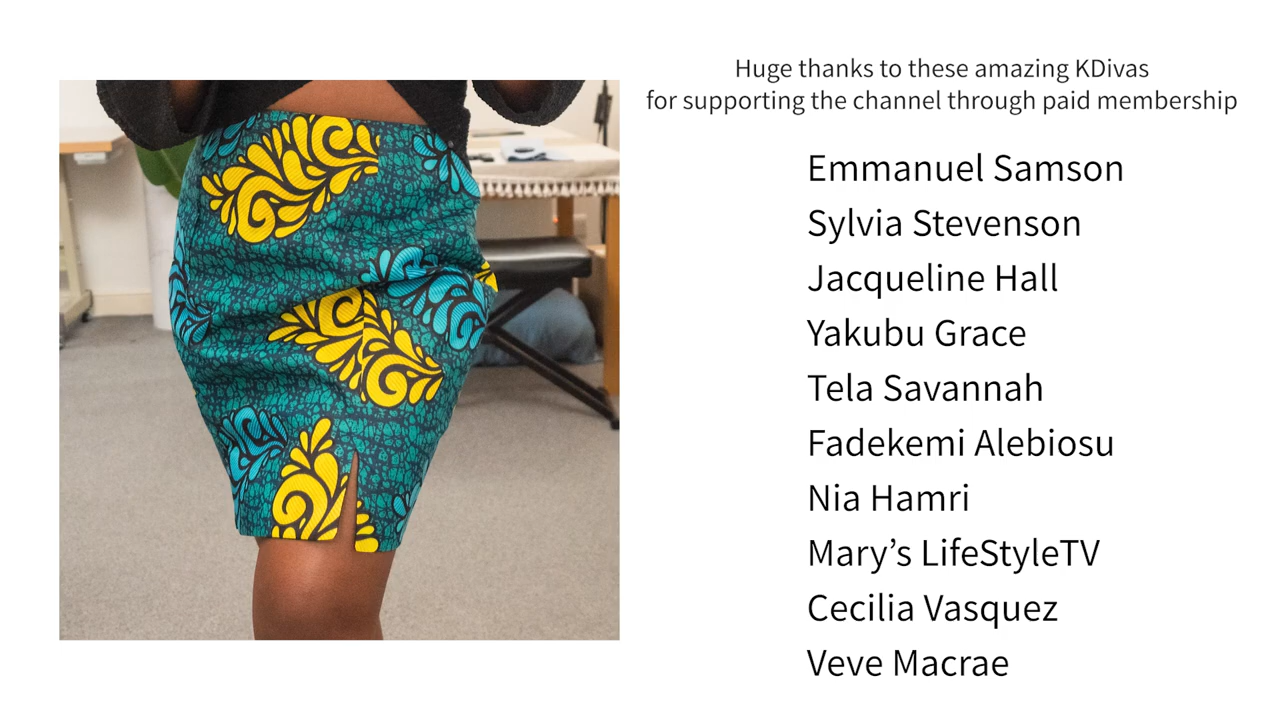 Huge thanks to these amazing KDivas
for supporting the channel through paid membership
Emmanuel Samson
Sylvia Stevenson
Jacqueline Hall
Yakubu Grace
Tela Savannah
Fadekemi Alebiosu
Nia Hamri
Mary’s LifeStyleTV
Cecilia Vasquez
Veve Macrae